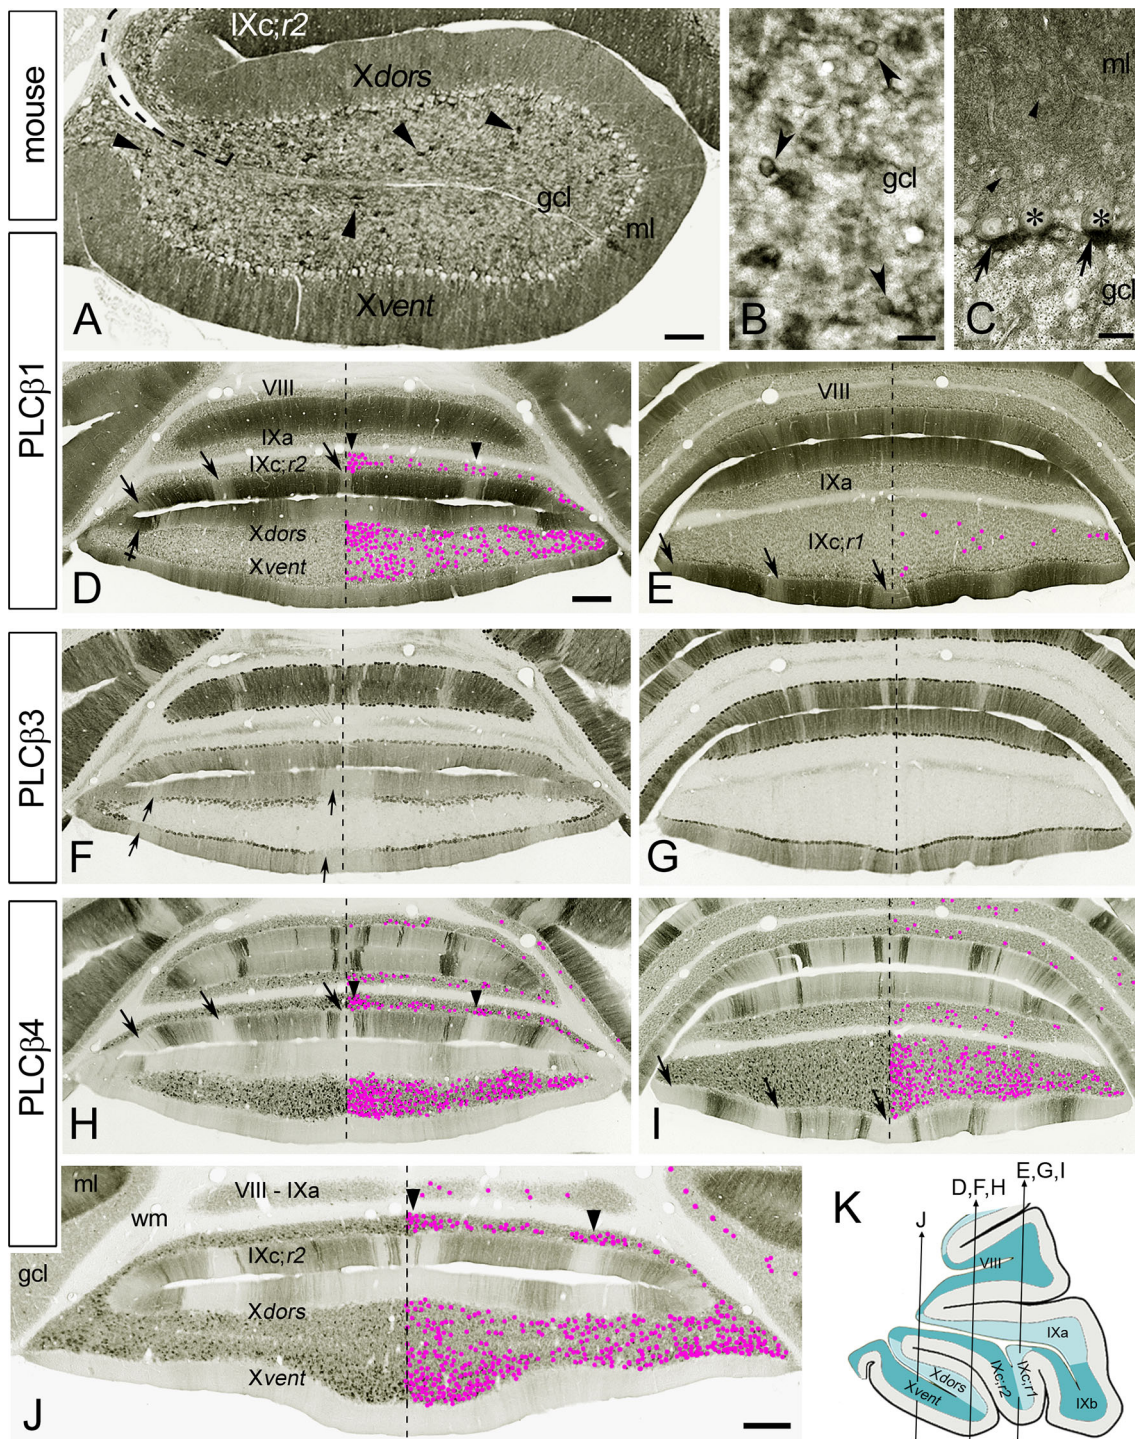 mouse
PLCβ1
PLCβ3
PLCβ4
IXc;r2
Xdors
gcl
ml
Xvent
A
gcl
B
ml
*
*
gcl
C
VIII
IXa
IXc;r2
Xdors
Xvent
D
VIII
IXa
IXc;r1
E
F
G
H
I
ml
VIII - IXa
wm
IXc;r2
gcl
Xdors
Xvent
J
K
E,G,I
D,F,H
J
VIII
IXa
IXc;r1
IXc;r2
Xdors
Xvent
IXb